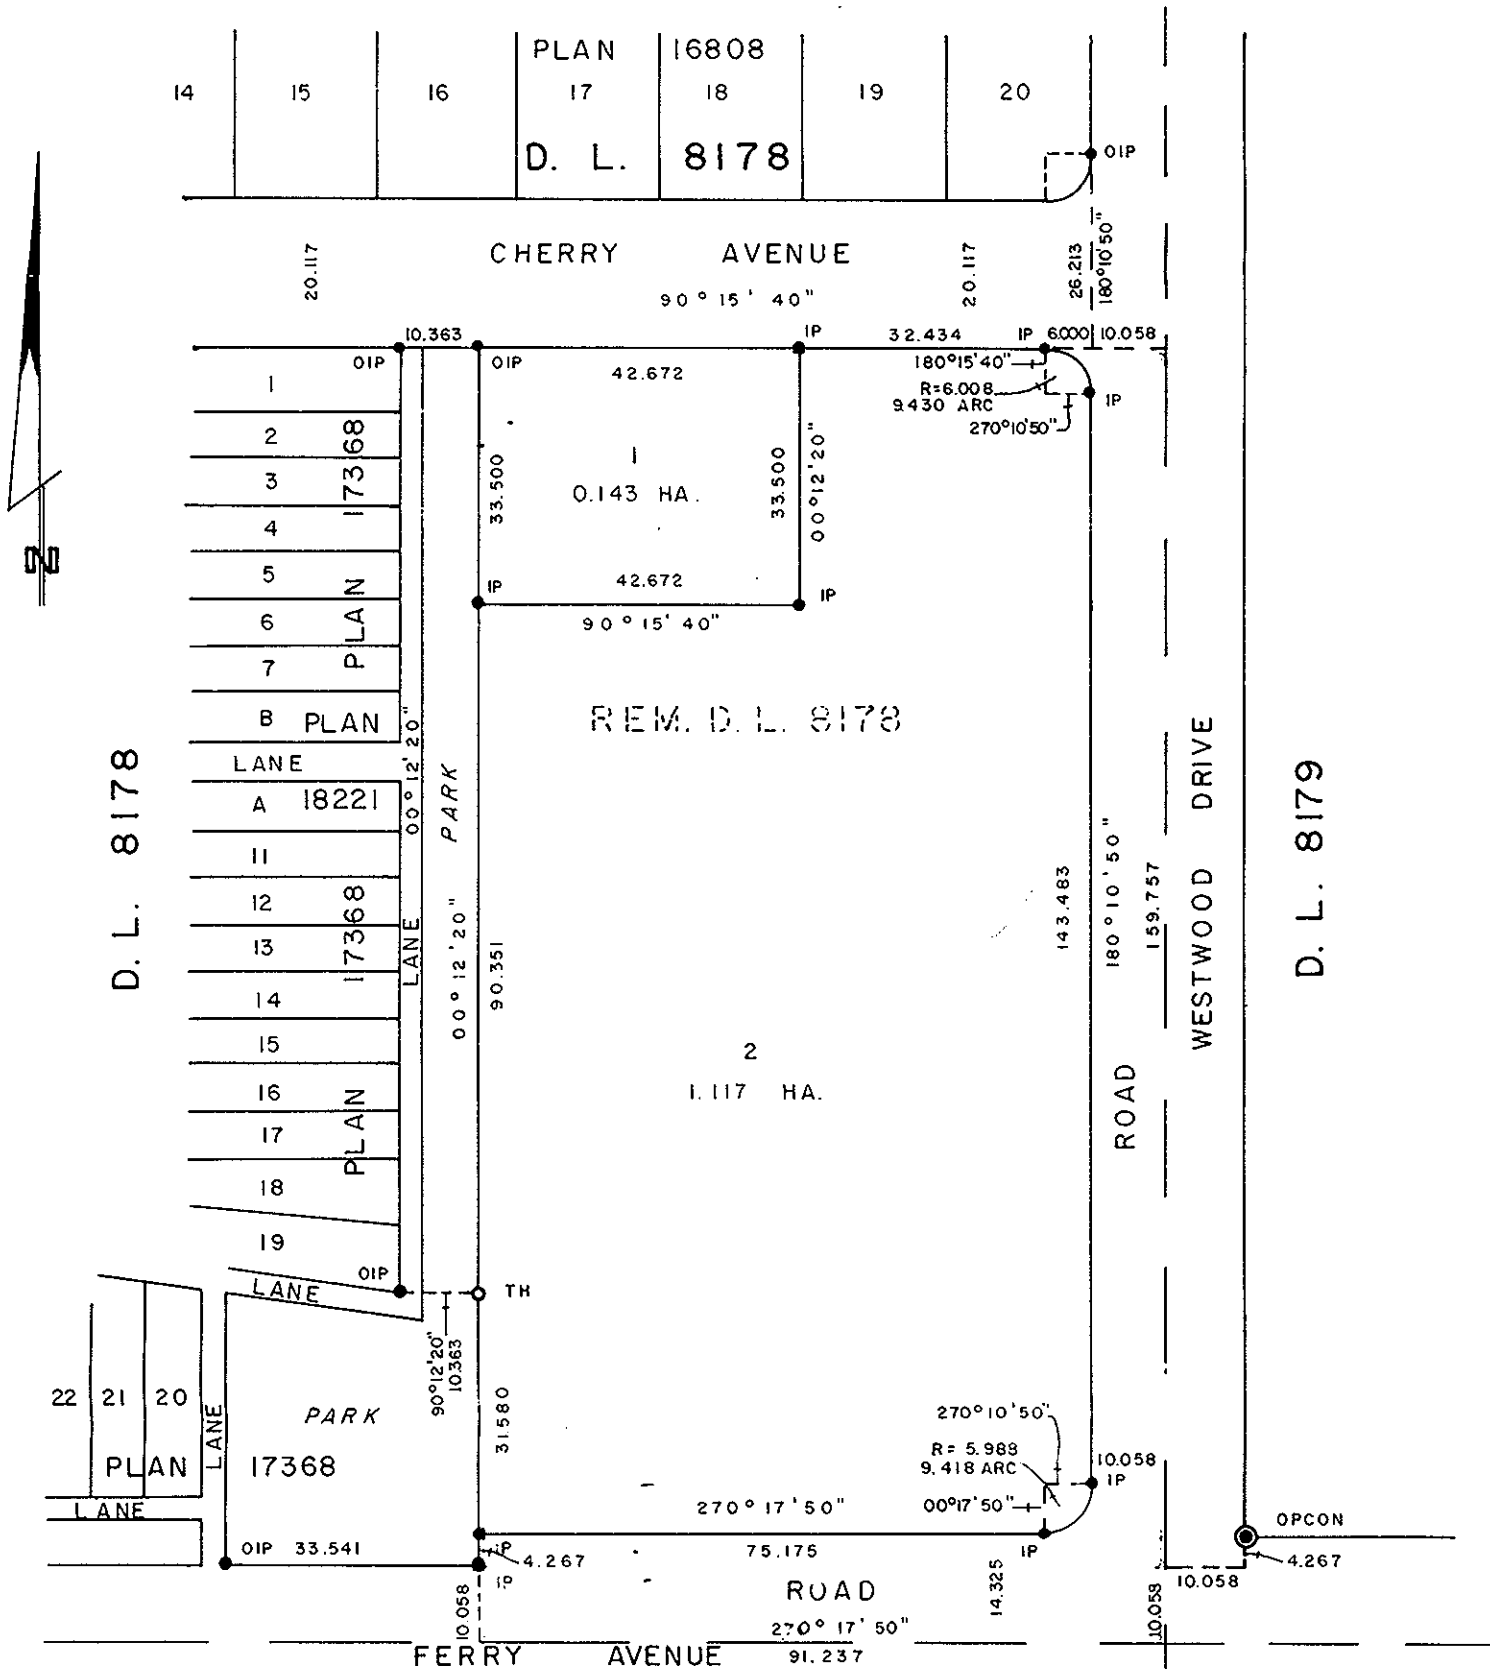 PLAN 16808
14 15 16 17 18 19 20
D. L. 8178
OIP
CHERRY AVENUE
20.117
20.117
26.213
180°10'50"
90° 15' 40"
10.363
OIP
OIP
42.672
IP
32.434
IP
6.000
10.058
180°15'40"
R=6.008
9.430 ARC
270°10'50"
IP
N
1
2
3
4
5
6
7
B
PLAN 17368
PLAN
LANE
A
18221
11
12
13
14
15
16
17
18
19
PLAN 17368
00°12'20"
LANE
PARK
33.500
1
0.143 HA.
33.500
00°12'20"
IP
42.672
IP
90° 15' 40"
REM. D. L. 8178
D. L. 8178
00°12'20"
90.351
2
1.117 HA.
143.483
180°10'50"
159.757
ROAD
WESTWOOD DRIVE
D. L. 8179
OIP
LANE
TH
90°12'20"
10.363
22 21 20
LANE
PARK
PLAN 17368
LANE
31.580
270°10'50"
R= 5.988
9.418 ARC
00°17'50"
10.058
IP
270° 17' 50"
75.175
IP
OIP 33.541
IP
4.267
IP
10.058
14.325
ROAD
270° 17' 50"
91.237
FERRY AVENUE
10.058
10.058
OPCON
4.267